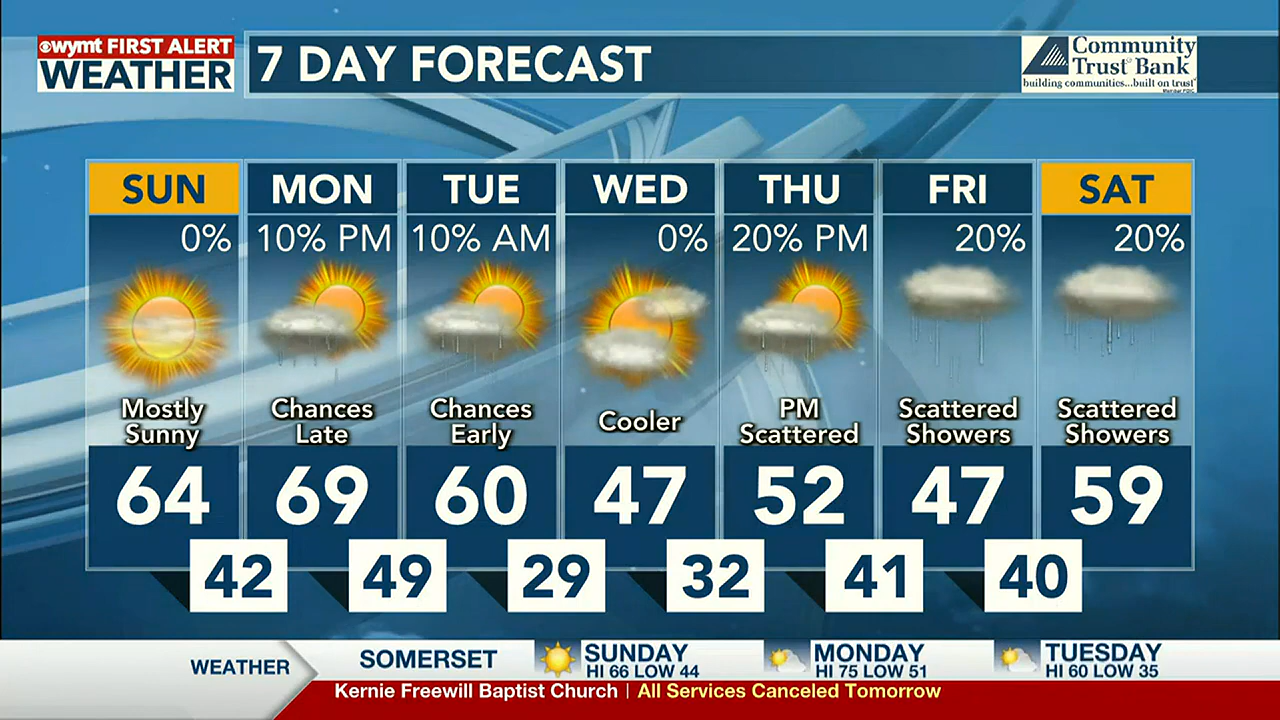 wymt FIRST ALERT
WEATHER
7 DAY FORECAST
Community
Trust Bank
building communities...built on trust
Member FDIC
SUN
MON
TUE
WED
THU
FRI
SAT
0%
10% PM
10% AM
0%
20% PM
20%
20%
Mostly
Sunny
Chances
Late
Chances
Early
Cooler
PM
Scattered
Scattered
Showers
Scattered
Showers
64
69
60
47
52
47
59
42
49
29
32
41
40
WEATHER
SOMERSET
SUNDAY
HI 66 LOW 44
MONDAY
HI 75 LOW 51
TUESDAY
HI 60 LOW 35
Kernie Freewill Baptist Church | All Services Canceled Tomorrow